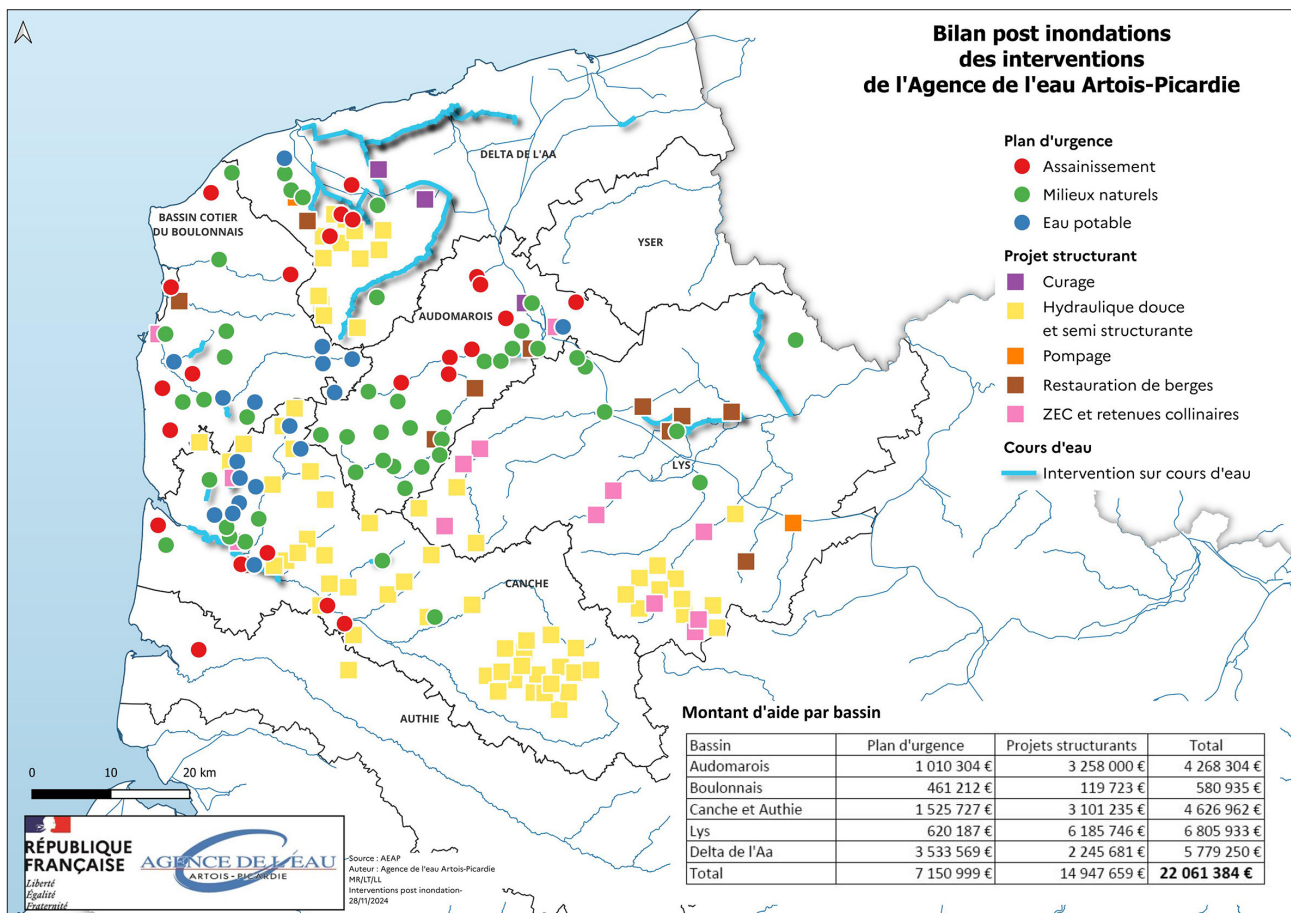 Bilan post inondations
des interventions
de l'Agence de l'eau Artois-Picardie
Plan d'urgence
Assainissement
Milieux naturels
Eau potable
Projet structurant
Curage
Hydraulique douce
et semi structurante
Pompage
Restauration de berges
ZEC et retenues collinaires
Cours d'eau
Intervention sur cours d'eau
DELTA DE L'AA
BASSIN COTIER
DU BOULONNAIS
YSER
AUDOMAROIS
LYS
CANCHE
AUTHIE
Montant d'aide par bassin
Bassin Plan d'urgence Projets structurants Total
Audomarois 1 010 304 € 3 258 000 € 4 268 304 €
Boulonnais 461 212 € 119 723 € 580 935 €
Canche et Authie 1 525 727 € 3 101 235 € 4 626 962 €
Lys 620 187 € 6 185 746 € 6 805 933 €
Delta de l'Aa 3 533 569 € 2 245 681 € 5 779 250 €
Total 7 150 999 € 14 947 659 € 22 061 384 €
0 10 20 km
RÉPUBLIQUE
FRANÇAISE
Liberté
Égalité
Fraternité
AGENCE DE L'EAU
ARTOIS-PICARDIE
Source : AEAP
Auteur : Agence de l'eau Artois-Picardie
MR/LT/LL
Interventions post inondation-
28/11/2024